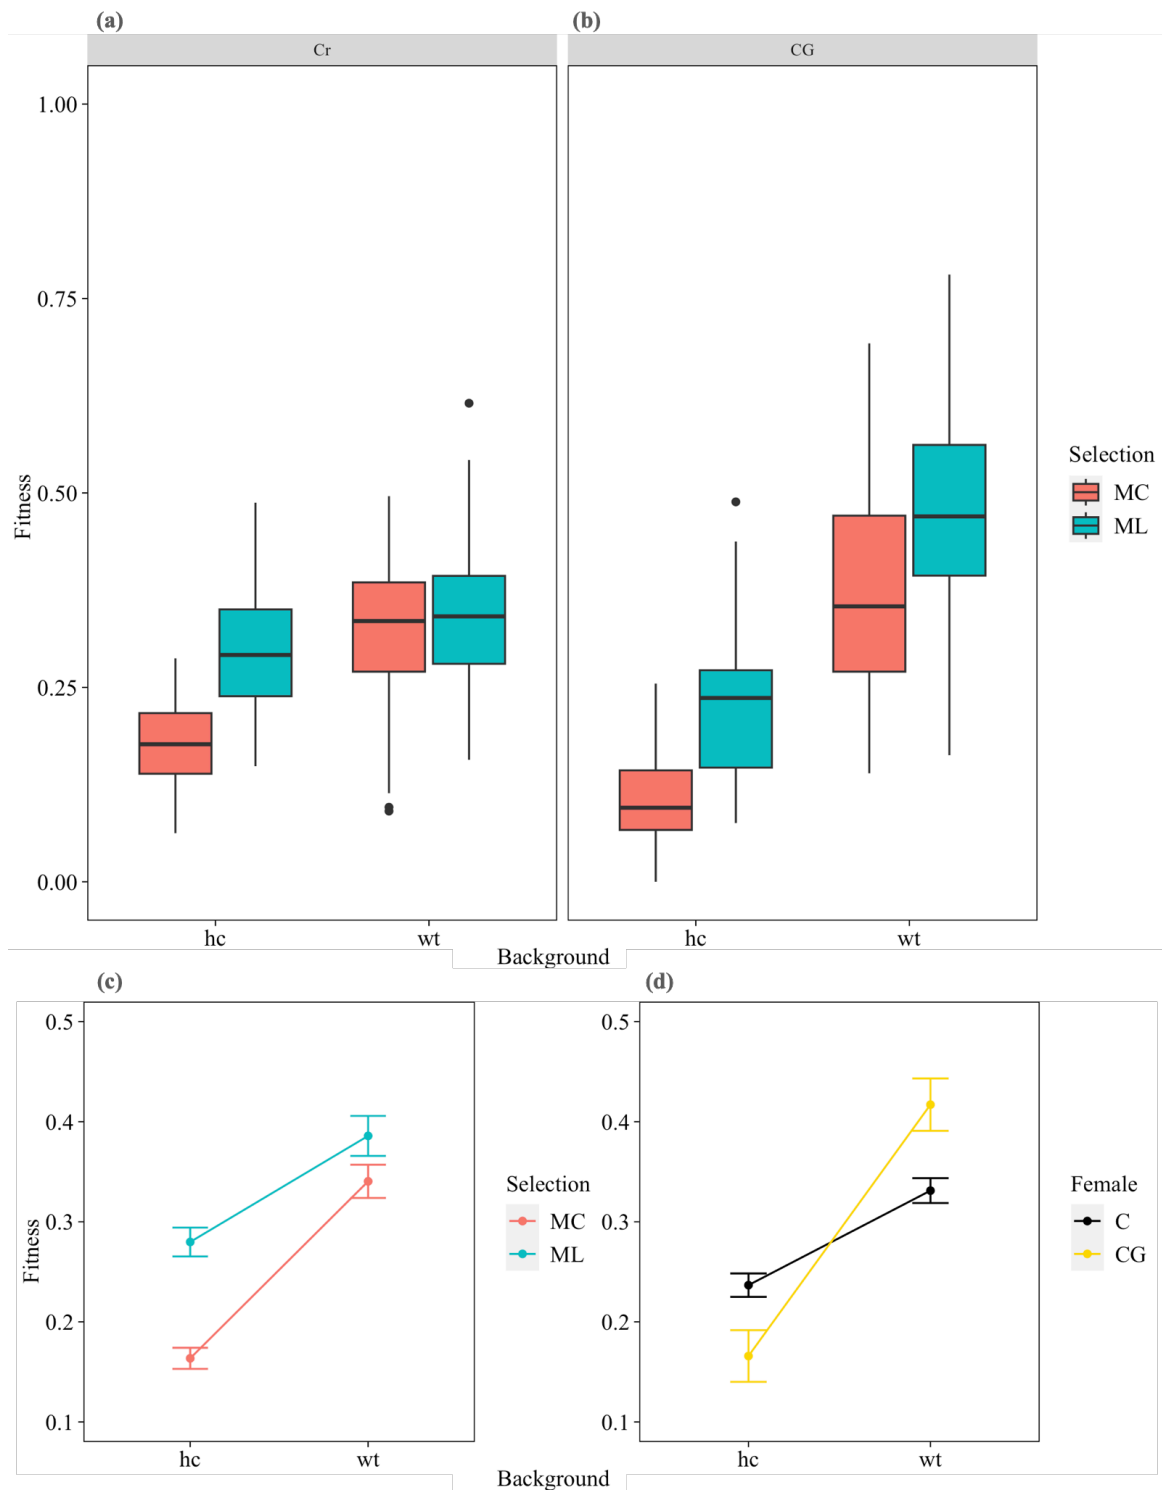 (a)
(b)
Cr
CG
1.00
0.75
0.50
0.25
0.00
Fitness
hc
wt
hc
wt
Background
Selection
MC
ML
(c)
(d)
0.5
0.4
0.3
0.2
0.1
Fitness
hc
wt
Selection
MC
ML
0.5
0.4
0.3
0.2
0.1
hc
wt
Female
C
CG
Background